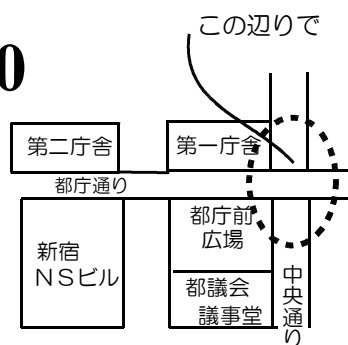 この辺りで
0
第二庁舎
第一庁舎
都庁通り
都庁前
広場
新宿
ＮＳビル
都議会
議事堂
中央通り